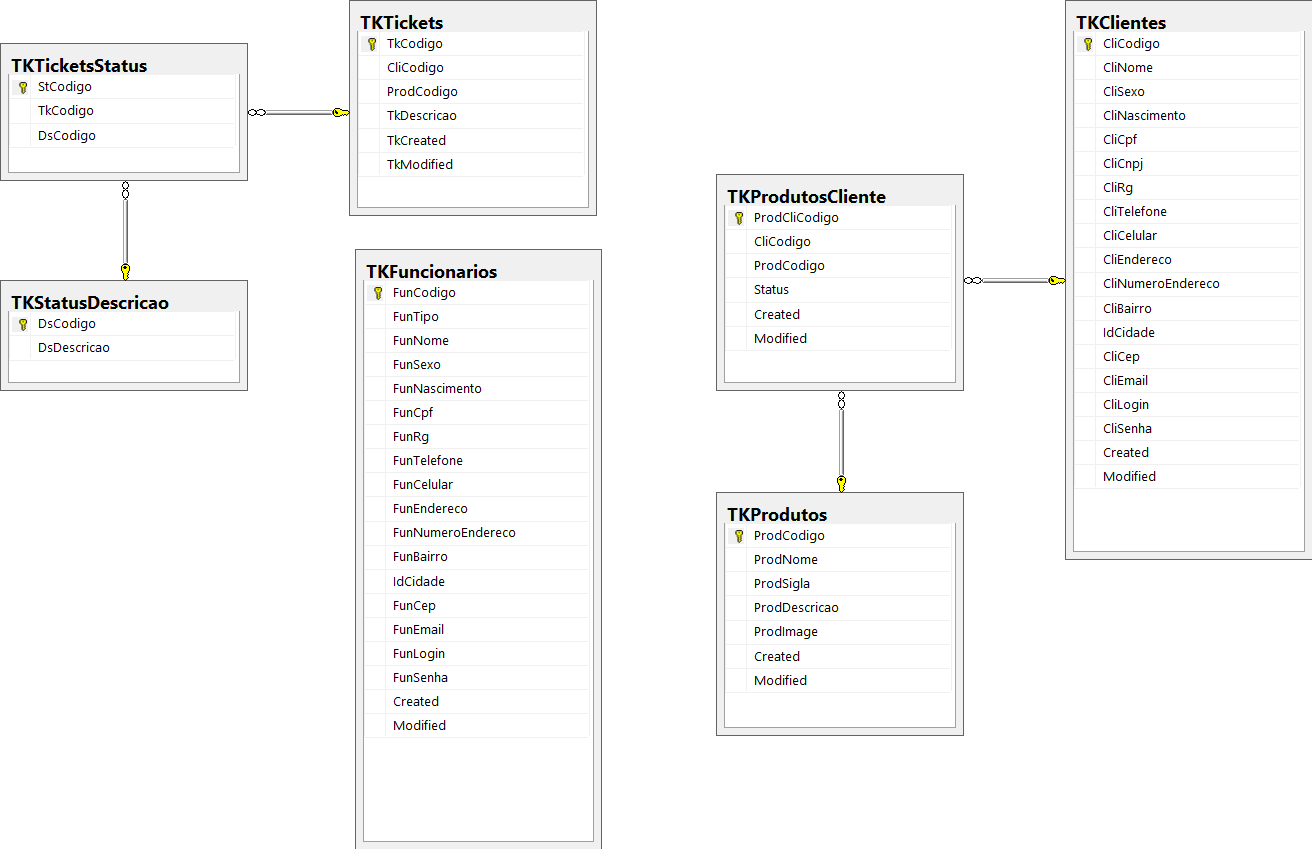 TKTicketsStatus
StCodigo
TkCodigo
DsCodigo
TKStatusDescricao
DsCodigo
DsDescricao
TKTickets
TkCodigo
CliCodigo
ProdCodigo
TkDescricao
TkCreated
TkModified
TKFuncionarios
FunCodigo
FunTipo
FunNome
FunSexo
FunNascimento
FunCpf
FunRg
FunTelefone
FunCelular
FunEndereco
FunNumeroEndereco
FunBairro
IdCidade
FunCep
FunEmail
FunLogin
FunSenha
Created
Modified
TKProdutosCliente
ProdCliCodigo
CliCodigo
ProdCodigo
Status
Created
Modified
TKProdutos
ProdCodigo
ProdNome
ProdSigla
ProdDescricao
ProdImage
Created
Modified
TKClientes
CliCodigo
CliNome
CliSexo
CliNascimento
CliCpf
CliCnpj
CliRg
CliTelefone
CliCelular
CliEndereco
CliNumeroEndereco
CliBairro
IdCidade
CliCep
CliEmail
CliLogin
CliSenha
Created
Modified